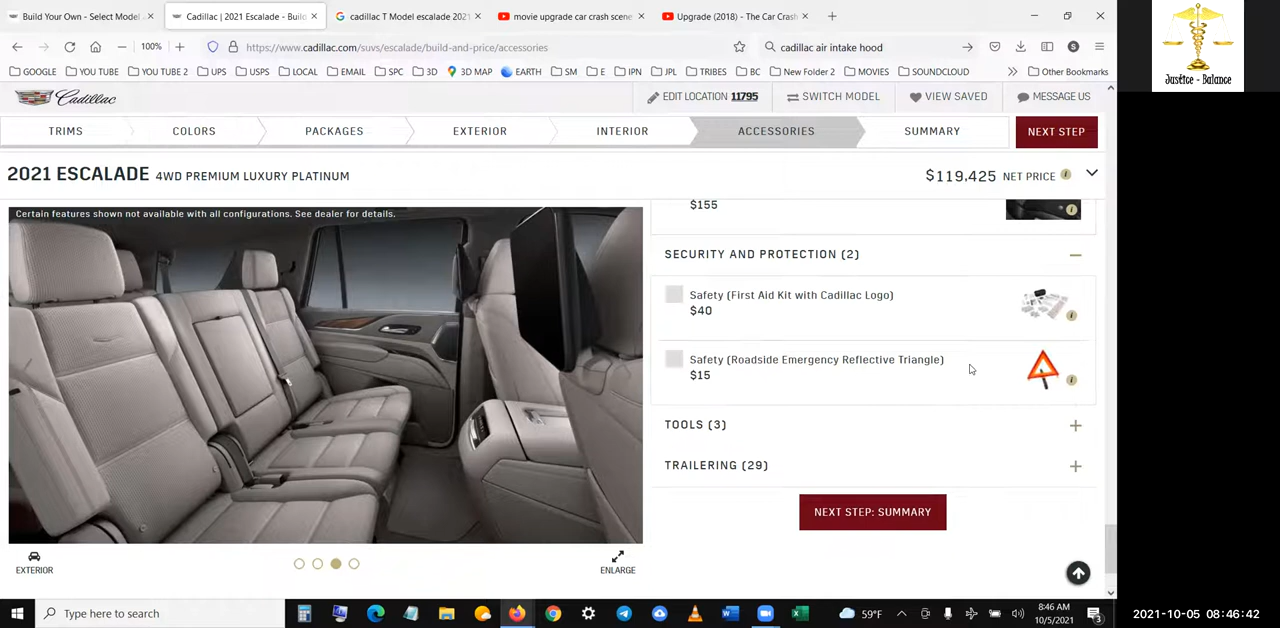 Build Your Own - Select Model
Cadillac | 2021 Escalade - Build
cadillac T Model escalade 2021
movie upgrade car crash scene
Upgrade (2018) - The Car Crash
100%
https://www.cadillac.com/suvs/escalade/build-and-price/accessories
cadillac air intake hood
GOOGLE YOU TUBE YOU TUBE 2 UPS USPS LOCAL EMAIL SPC 3D 3D MAP EARTH SM E IPN JPL TRIBES BC New Folder 2 MOVIES SOUNDCLOUD Other Bookmarks
Justice - Balance
Cadillac
EDIT LOCATION 11795
SWITCH MODEL
VIEW SAVED
MESSAGE US
TRIMS COLORS PACKAGES EXTERIOR INTERIOR ACCESSORIES SUMMARY NEXT STEP
2021 ESCALADE 4WD PREMIUM LUXURY PLATINUM
$119,425 NET PRICE
Certain features shown not available with all configurations. See dealer for details.
$155
SECURITY AND PROTECTION (2)
Safety (First Aid Kit with Cadillac Logo)
$40
Safety (Roadside Emergency Reflective Triangle)
$15
TOOLS (3)
TRAILERING (29)
NEXT STEP: SUMMARY
EXTERIOR
ENLARGE
Type here to search
59°F
8:46 AM
10/5/2021
3
2021-10-05 08:46:42